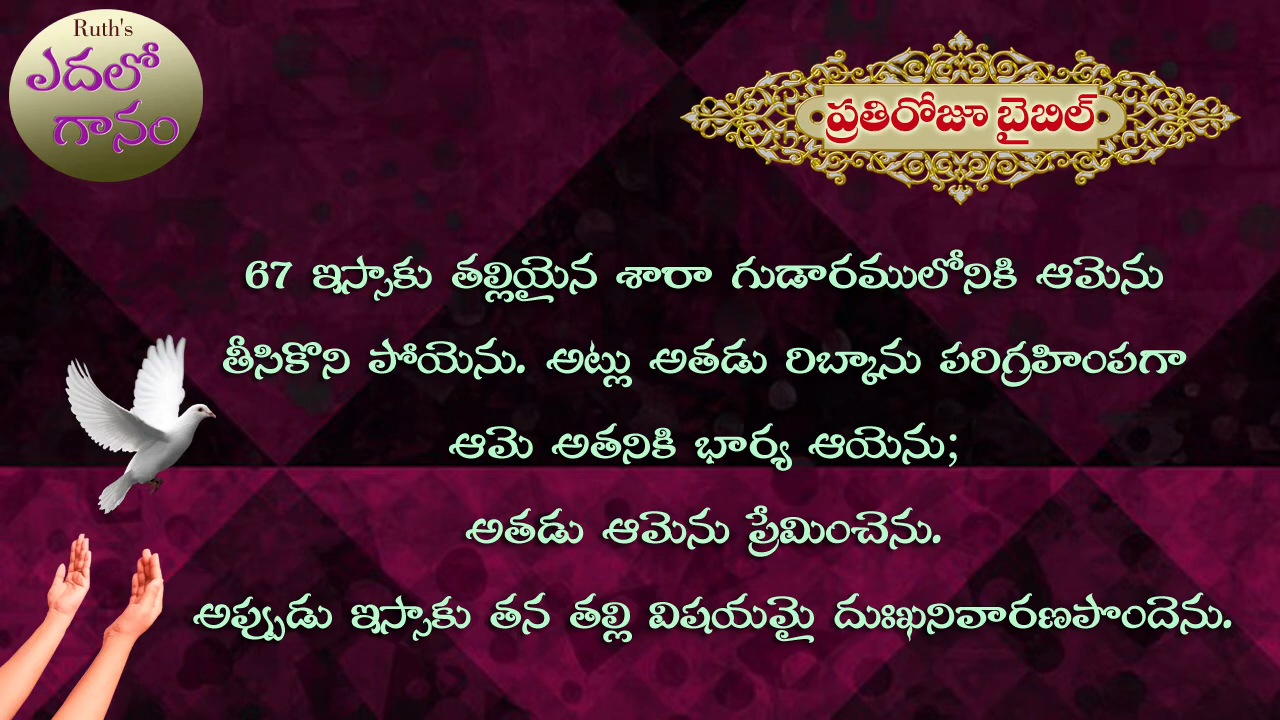 Ruth's
ఎదలో
గానం
ప్రతిరోజూ బైబిల్
67 ఇస్సాకు తల్లియైన శారా గుడారములోనికి ఆమెను
తీసికొని పోయెను. అట్లు అతడు రిబ్కాను పరిగ్రహింపగా
ఆమె అతనికి భార్య ఆయెను;
అతడు ఆమెను ప్రేమించెను.
అప్పుడు ఇస్సాకు తన తల్లి విషయమై దుఃఖనివారణపొందెను.